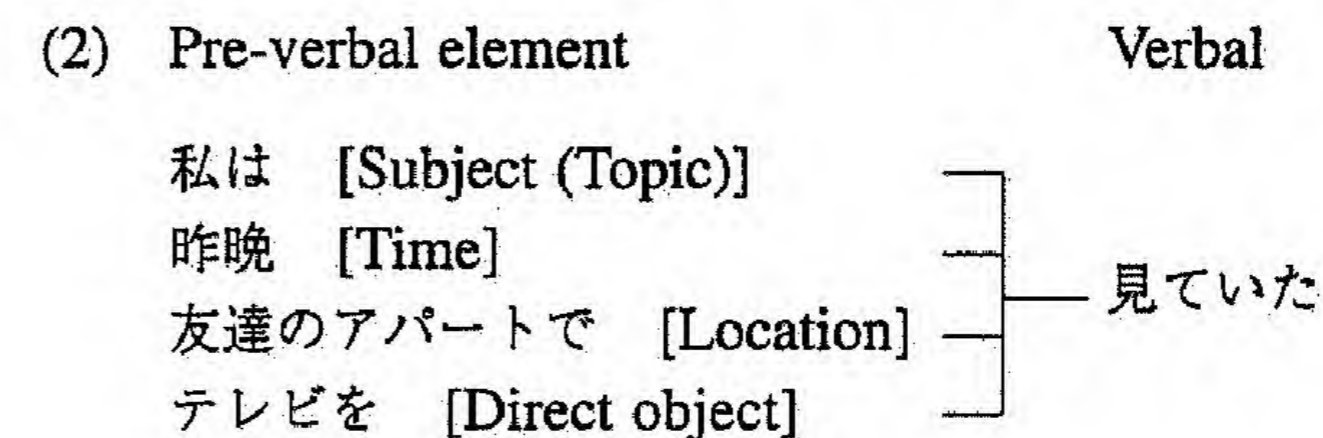 (2) Pre-verbal element Verbal
私は [Subject (Topic)]
昨晩 [Time]
友達のアパートで [Location]
テレビを [Direct object]
見ていた